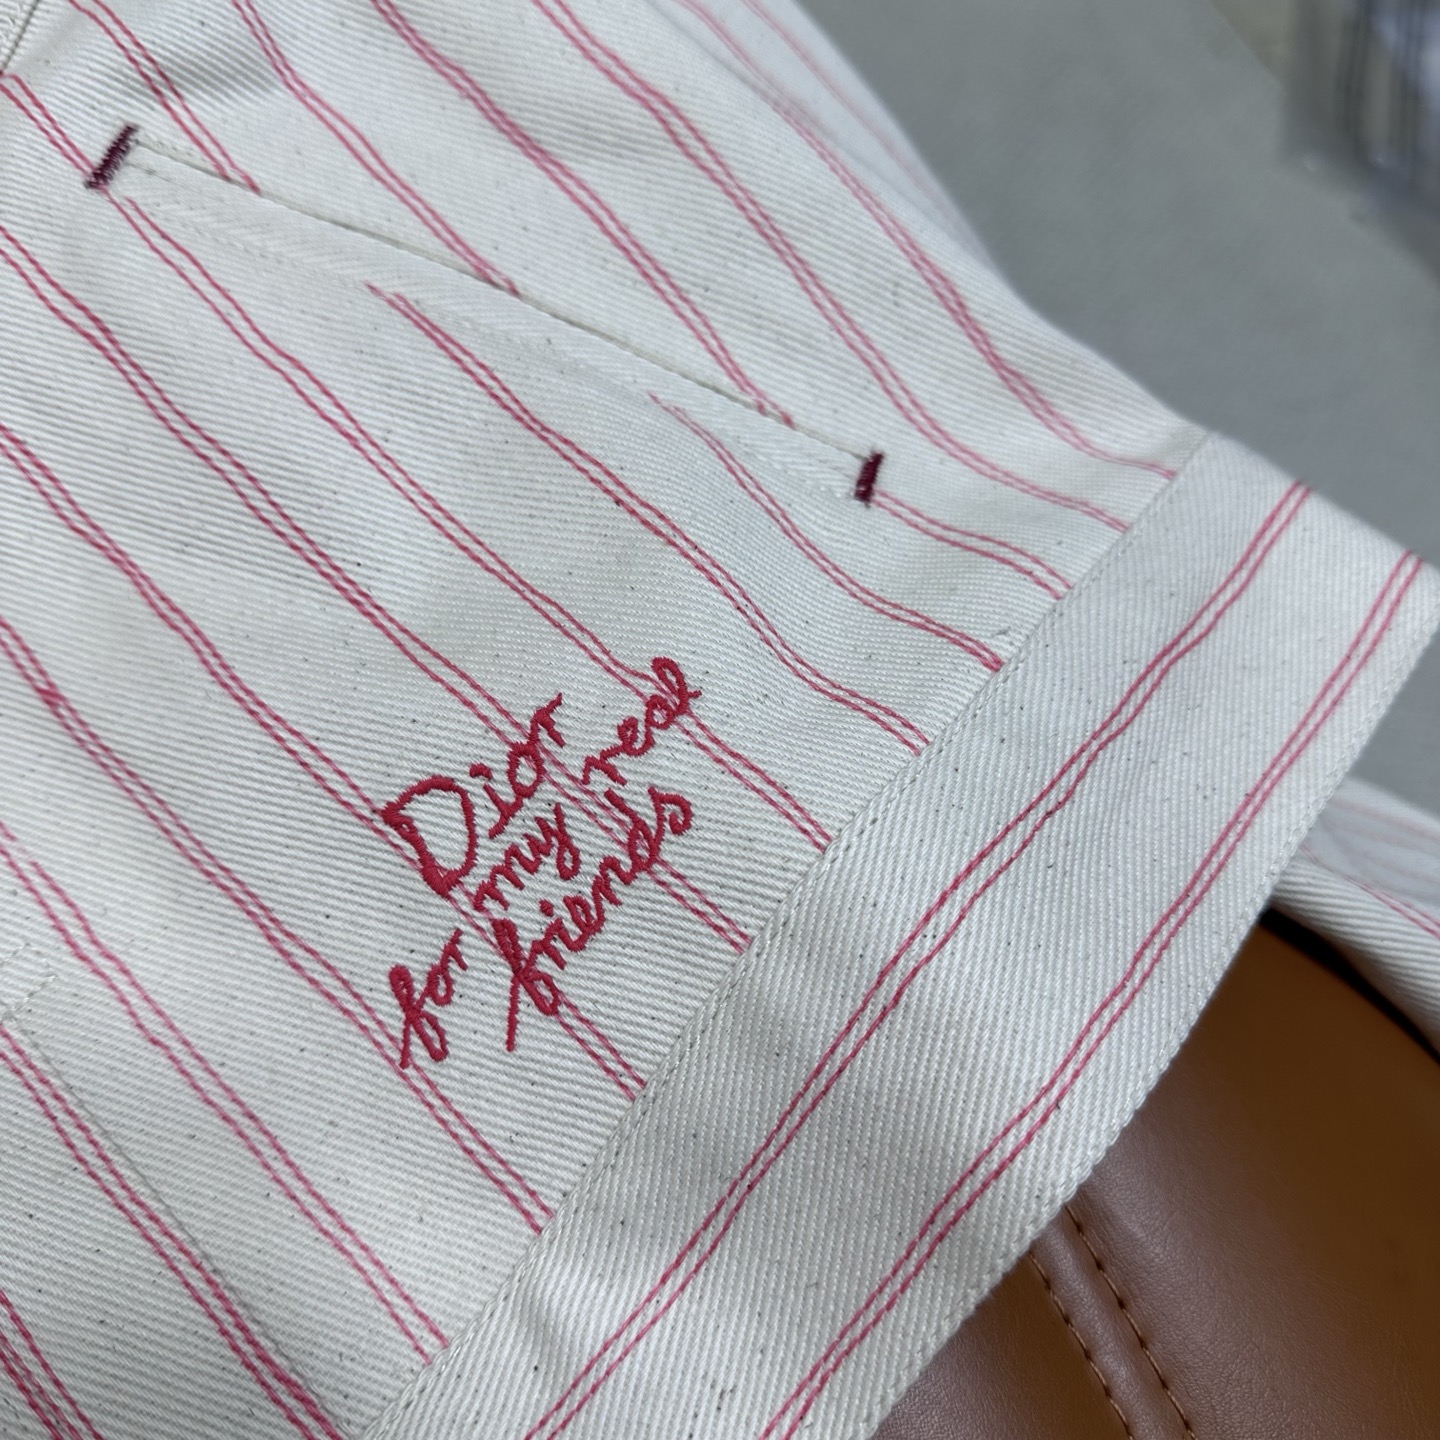 Dior
for my real
friends